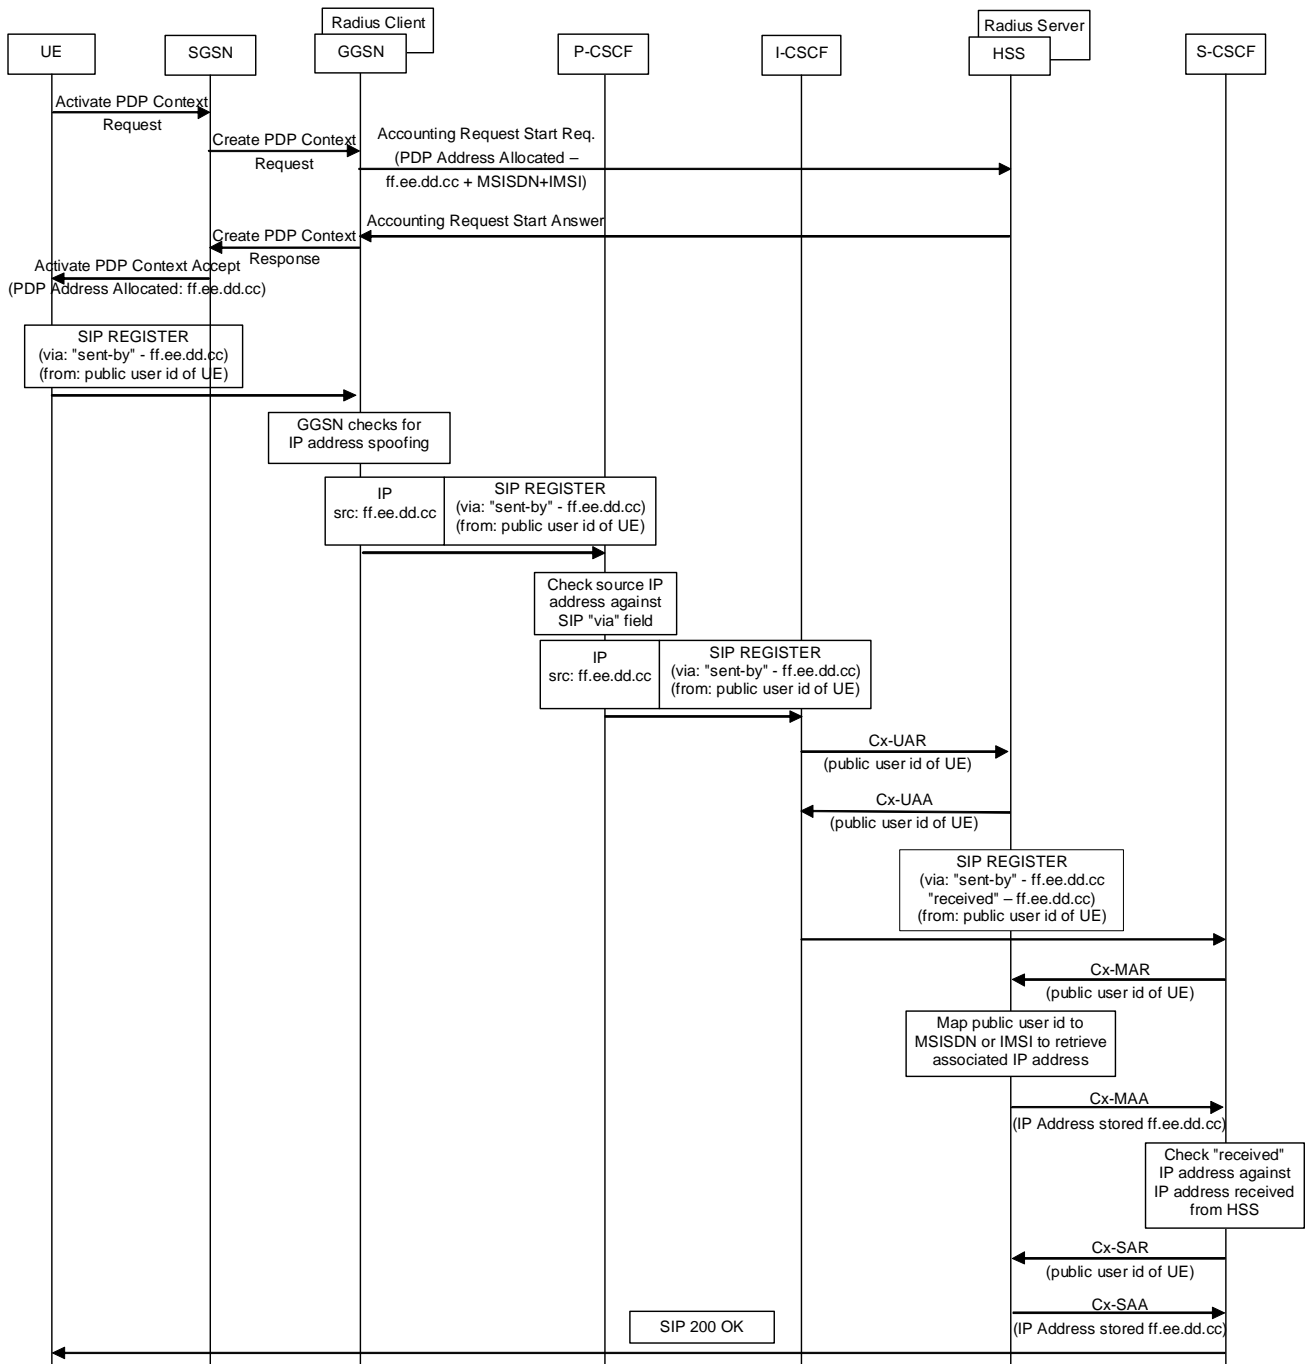 Radius Client
Radius Server
UE
SGSN
GGSN
P-CSCF
I-CSCF
HSS
S-CSCF
Activate PDP Context
Request
Create PDP Context
Request
Accounting Request Start Req.
(PDP Address Allocated –
ff.ee.dd.cc + MSISDN+IMSI)
Accounting Request Start Answer
Create PDP Context
Response
Activate PDP Context Accept
(PDP Address Allocated: ff.ee.dd.cc)
SIP REGISTER
(via: "sent-by" - ff.ee.dd.cc)
(from: public user id of UE)
GGSN checks for
IP address spoofing
IP
src: ff.ee.dd.cc
SIP REGISTER
(via: "sent-by" - ff.ee.dd.cc)
(from: public user id of UE)
Check source IP
address against
SIP "via" field
IP
src: ff.ee.dd.cc
SIP REGISTER
(via: "sent-by" - ff.ee.dd.cc)
(from: public user id of UE)
Cx-UAR
(public user id of UE)
Cx-UAA
(public user id of UE)
SIP REGISTER
(via: "sent-by" - ff.ee.dd.cc
"received" – ff.ee.dd.cc)
(from: public user id of UE)
Cx-MAR
(public user id of UE)
Map public user id to
MSISDN or IMSI to retrieve
associated IP address
Cx-MAA
(IP Address stored ff.ee.dd.cc)
Check "received"
IP address against
IP address received
from HSS
Cx-SAR
(public user id of UE)
Cx-SAA
(IP Address stored ff.ee.dd.cc)
SIP 200 OK